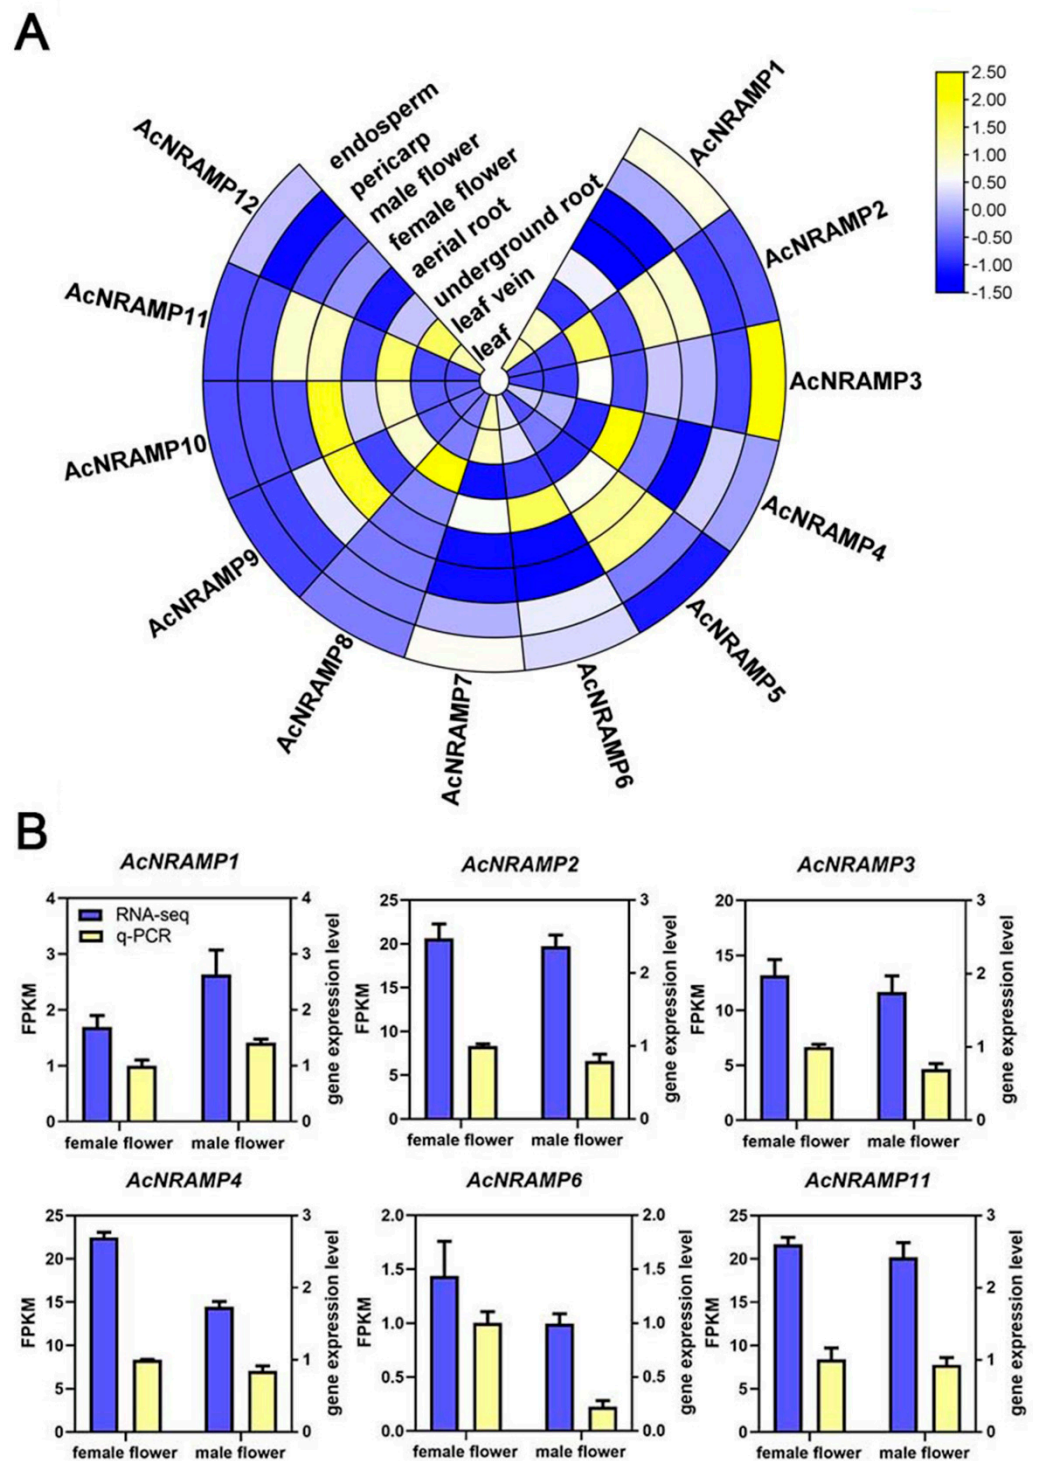 A
endosperm
pericarp
male flower
female flower
aerial root
underground root
leaf vein
leaf
AcNRAMP1
AcNRAMP2
AcNRAMP3
AcNRAMP4
AcNRAMP5
AcNRAMP6
AcNRAMP7
AcNRAMP8
AcNRAMP9
AcNRAMP10
AcNRAMP11
AcNRAMP12
2.50
2.00
1.50
1.00
0.50
0.00
-0.50
-1.00
-1.50
B
AcNRAMP1
RNA-seq
q-PCR
4
3
2
1
0
FPKM
4
3
2
1
0
gene expression level
female flower male flower
AcNRAMP2
25
20
15
10
5
0
FPKM
3
2
1
0
gene expression level
female flower male flower
AcNRAMP3
20
15
10
5
0
FPKM
3
2
1
0
gene expression level
female flower male flower
AcNRAMP4
25
20
15
10
5
0
FPKM
3
2
1
0
gene expression level
female flower male flower
AcNRAMP6
2.0
1.5
1.0
0.5
0.0
FPKM
2.0
1.5
1.0
0.5
0.0
gene expression level
female flower male flower
AcNRAMP11
25
20
15
10
5
0
FPKM
3
2
1
0
gene expression level
female flower male flower